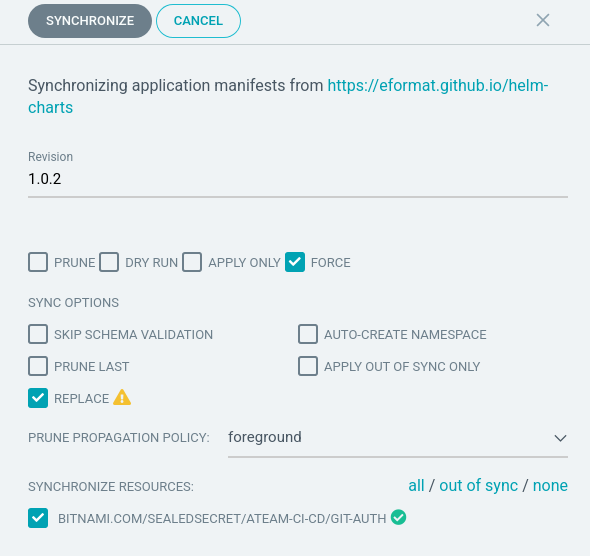 SYNCHRONIZE CANCEL
Synchronizing application manifests from https://eformat.github.io/helm-
charts
Revision
1.0.2
PRUNE DRY RUN APPLY ONLY FORCE
SYNC OPTIONS
SKIP SCHEMA VALIDATION AUTO-CREATE NAMESPACE
PRUNE LAST APPLY OUT OF SYNC ONLY
REPLACE
PRUNE PROPAGATION POLICY: foreground
SYNCHRONIZE RESOURCES: all / out of sync / none
BITNAMI.COM/SEALEDSECRET/ATEAM-CI-CD/GIT-AUTH